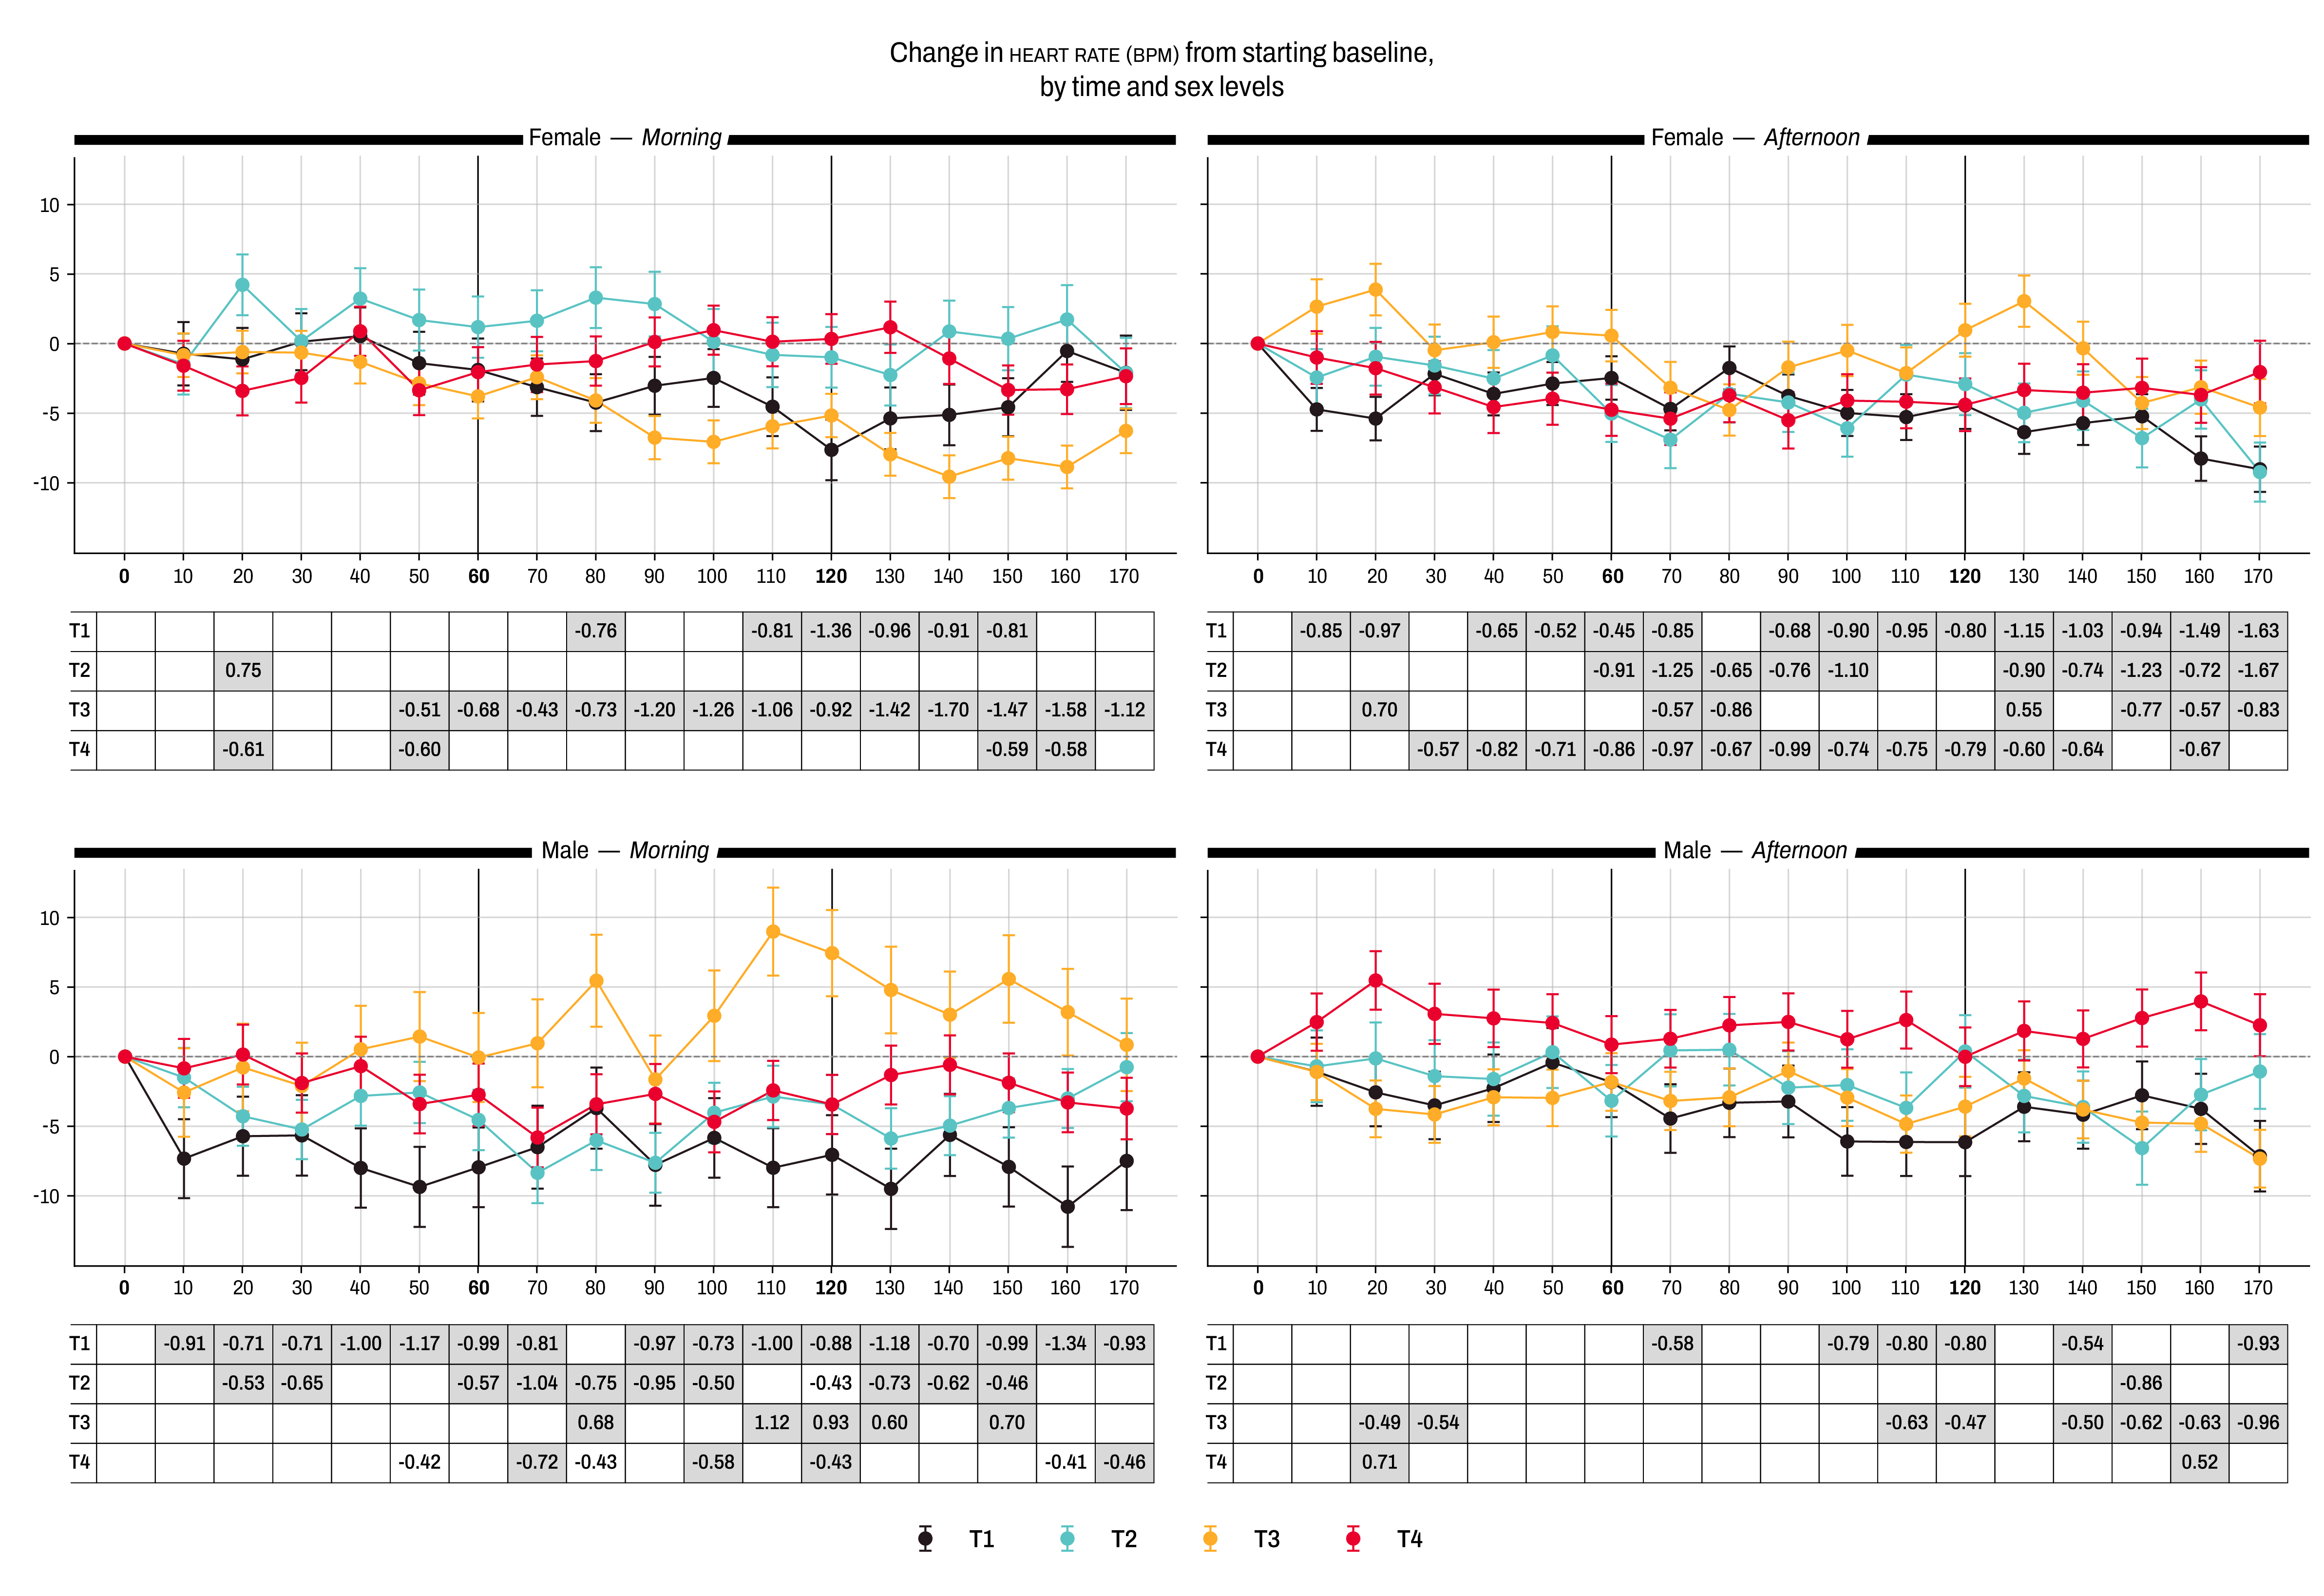 Change in HEART RATE (BPM) from starting baseline,
by time and sex levels
Female — Morning
10
5
0
-5
-10
0 10 20 30 40 50 60 70 80 90 100 110 120 130 140 150 160 170
T1 -0.76 -0.81 -1.36 -0.96 -0.91 -0.81
T2 0.75
T3 -0.51 -0.68 -0.43 -0.73 -1.20 -1.26 -1.06 -0.92 -1.42 -1.70 -1.47 -1.58 -1.12
T4 -0.61 -0.60 -0.59 -0.58
Female — Afternoon
0 10 20 30 40 50 60 70 80 90 100 110 120 130 140 150 160 170
T1 -0.85 -0.97 -0.65 -0.52 -0.45 -0.85 -0.68 -0.90 -0.95 -0.80 -1.15 -1.03 -0.94 -1.49 -1.63
T2 -0.91 -1.25 -0.65 -0.76 -1.10 -0.90 -0.74 -1.23 -0.72 -1.67
T3 0.70 -0.57 -0.86 0.55 -0.77 -0.57 -0.83
T4 -0.57 -0.82 -0.71 -0.86 -0.97 -0.67 -0.99 -0.74 -0.75 -0.79 -0.60 -0.64 -0.67
Male — Morning
10
5
0
-5
-10
0 10 20 30 40 50 60 70 80 90 100 110 120 130 140 150 160 170
T1 -0.91 -0.71 -0.71 -1.00 -1.17 -0.99 -0.81 -0.97 -0.73 -1.00 -0.88 -1.18 -0.70 -0.99 -1.34 -0.93
T2 -0.53 -0.65 -0.57 -1.04 -0.75 -0.95 -0.50 -0.43 -0.73 -0.62 -0.46
T3 0.68 1.12 0.93 0.60 0.70
T4 -0.42 -0.72 -0.43 -0.58 -0.43 -0.41 -0.46
Male — Afternoon
0 10 20 30 40 50 60 70 80 90 100 110 120 130 140 150 160 170
T1 -0.58 -0.79 -0.80 -0.80 -0.54 -0.93
T2 -0.86
T3 -0.49 -0.54 -0.63 -0.47 -0.50 -0.62 -0.63 -0.96
T4 0.71 0.52
T1 T2 T3 T4